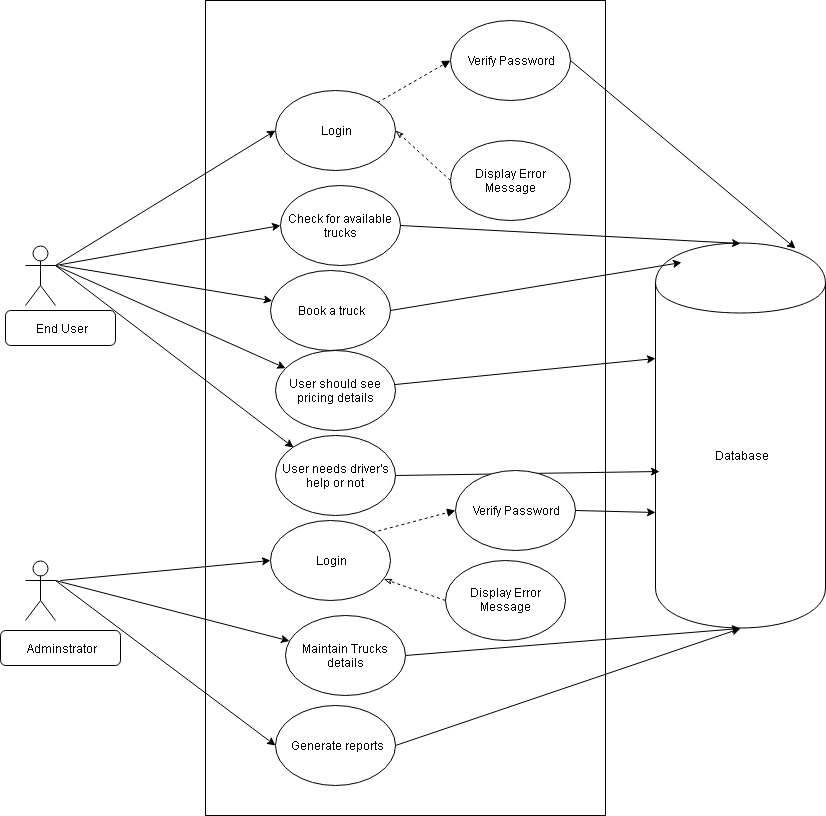 Verify Password
Login
Display Error
Message
Check for available
trucks
End User
Book a truck
User should see
pricing details
Database
User needs driver's
help or not
Verify Password
Login
Display Error
Message
Adminstrator
Maintain Trucks
details
Generate reports